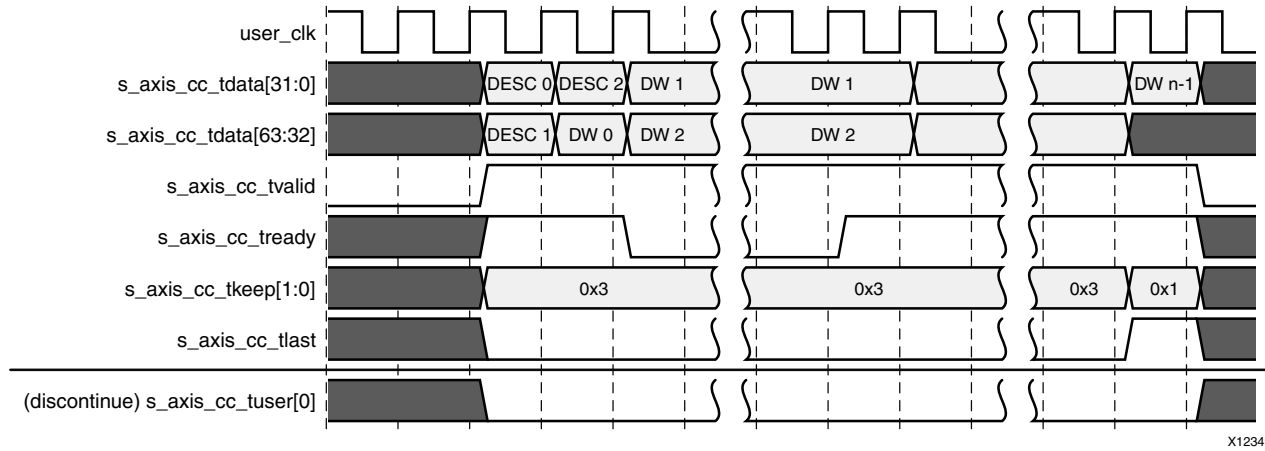 user_clk
s_axis_cc_tdata[31:0] DESC 0 DESC 2 DW 1 DW 1 DW n-1
s_axis_cc_tdata[63:32] DESC 1 DW 0 DW 2 DW 2
s_axis_cc_tvalid
s_axis_cc_tready
s_axis_cc_tkeep[1:0] 0x3 0x3 0x3 0x1
s_axis_cc_tlast
(discontinue) s_axis_cc_tuser[0]
X1234